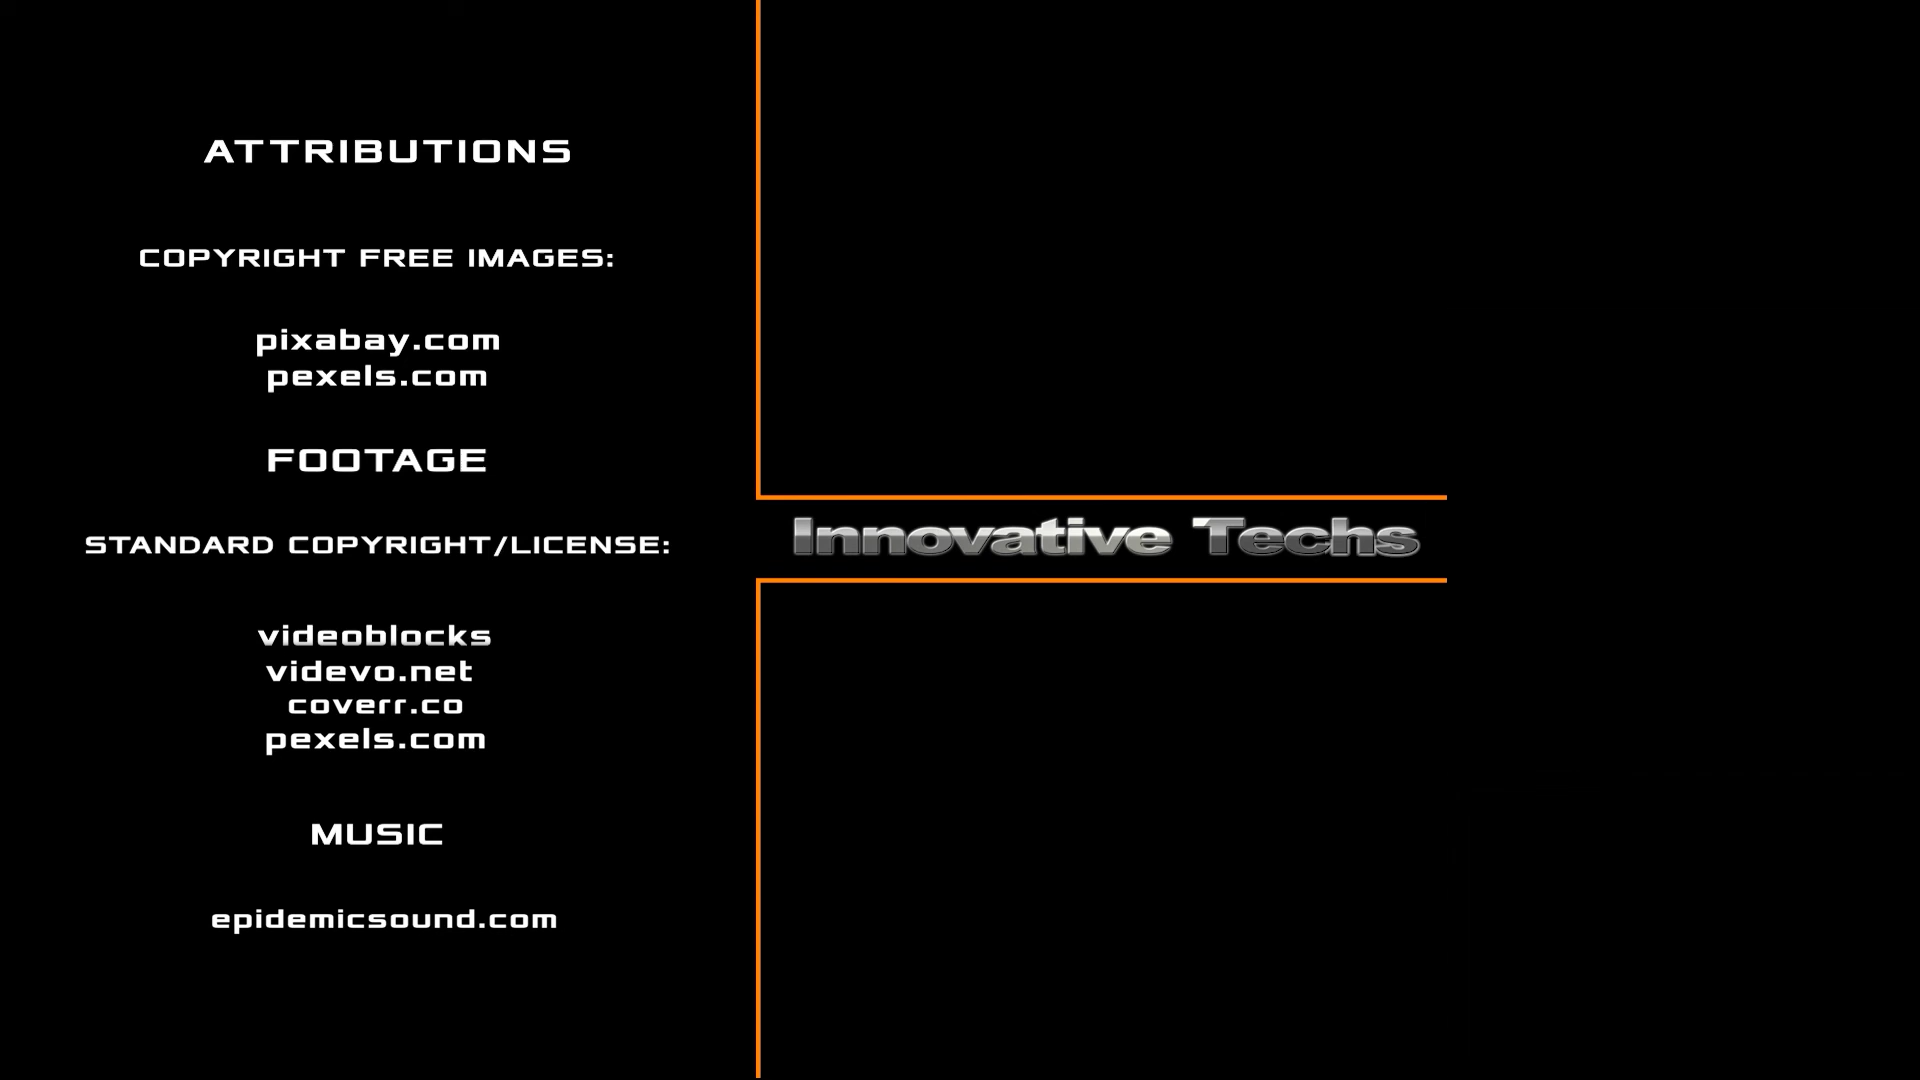 ATTRIBUTIONS
COPYRIGHT FREE IMAGES:
pixabay.com
pexels.com
FOOTAGE
STANDARD COPYRIGHT/LICENSE:
videoblocks
videvo.net
coverr.co
pexels.com
MUSIC
epidemicsound.com
Innovative Techs